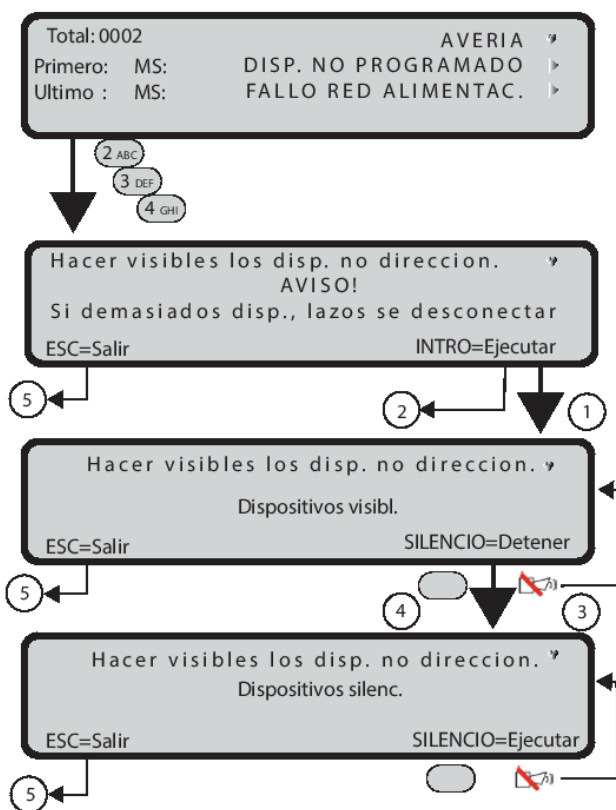 Total: 0002 AVERIA
Primero: MS: DISP. NO PROGRAMADO
Ultimo : MS: FALLO RED ALIMENTAC.
2 ABC
3 DEF
4 GHI
Hacer visibles los disp. no direccion.
AVISO!
Si demasiados disp., lazos se desconectar
ESC=Salir INTRO=Ejecutar
5
2
1
Hacer visibles los disp. no direccion.
Dispositivos visibl.
ESC=Salir SILENCIO=Detener
5
4
3
Hacer visibles los disp. no direccion.
Dispositivos silenc.
ESC=Salir SILENCIO=Ejecutar
5